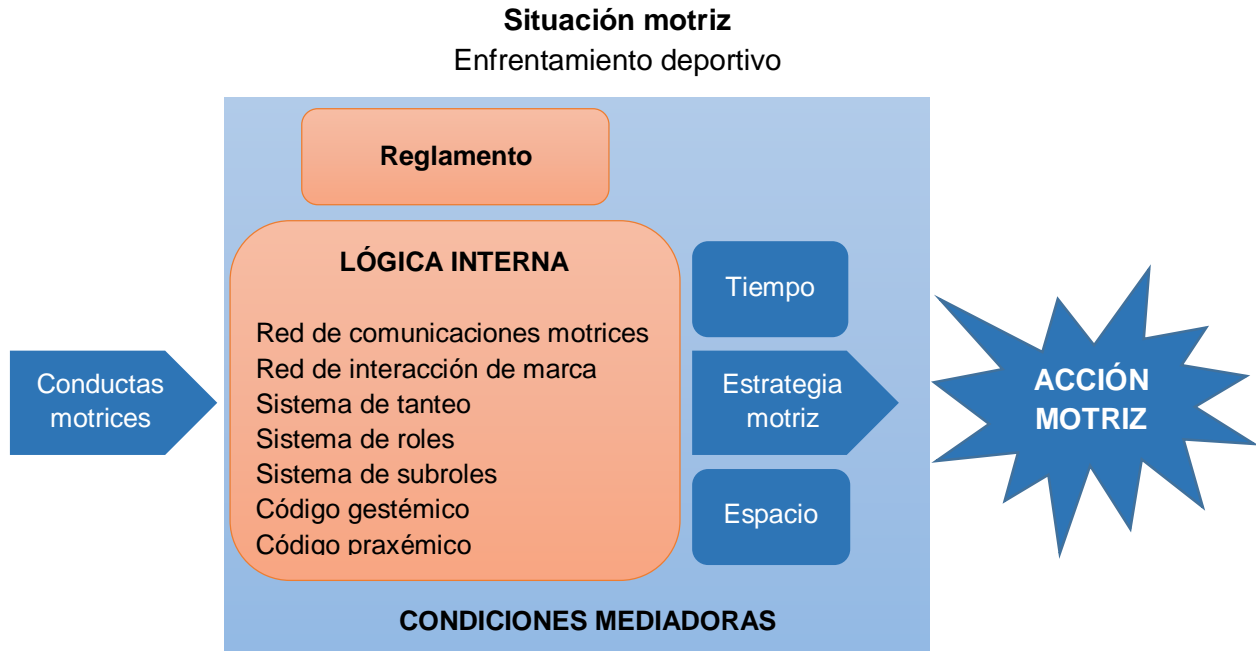 Situación motriz
Enfrentamiento deportivo
Reglamento
LÓGICA INTERNA
Red de comunicaciones motrices
Red de interacción de marca
Sistema de tanteo
Sistema de roles
Sistema de subroles
Código gestémico
Código praxémico
Conductas
motrices
Tiempo
Estrategia
motriz
Espacio
ACCIÓN
MOTRIZ
CONDICIONES MEDIADORAS